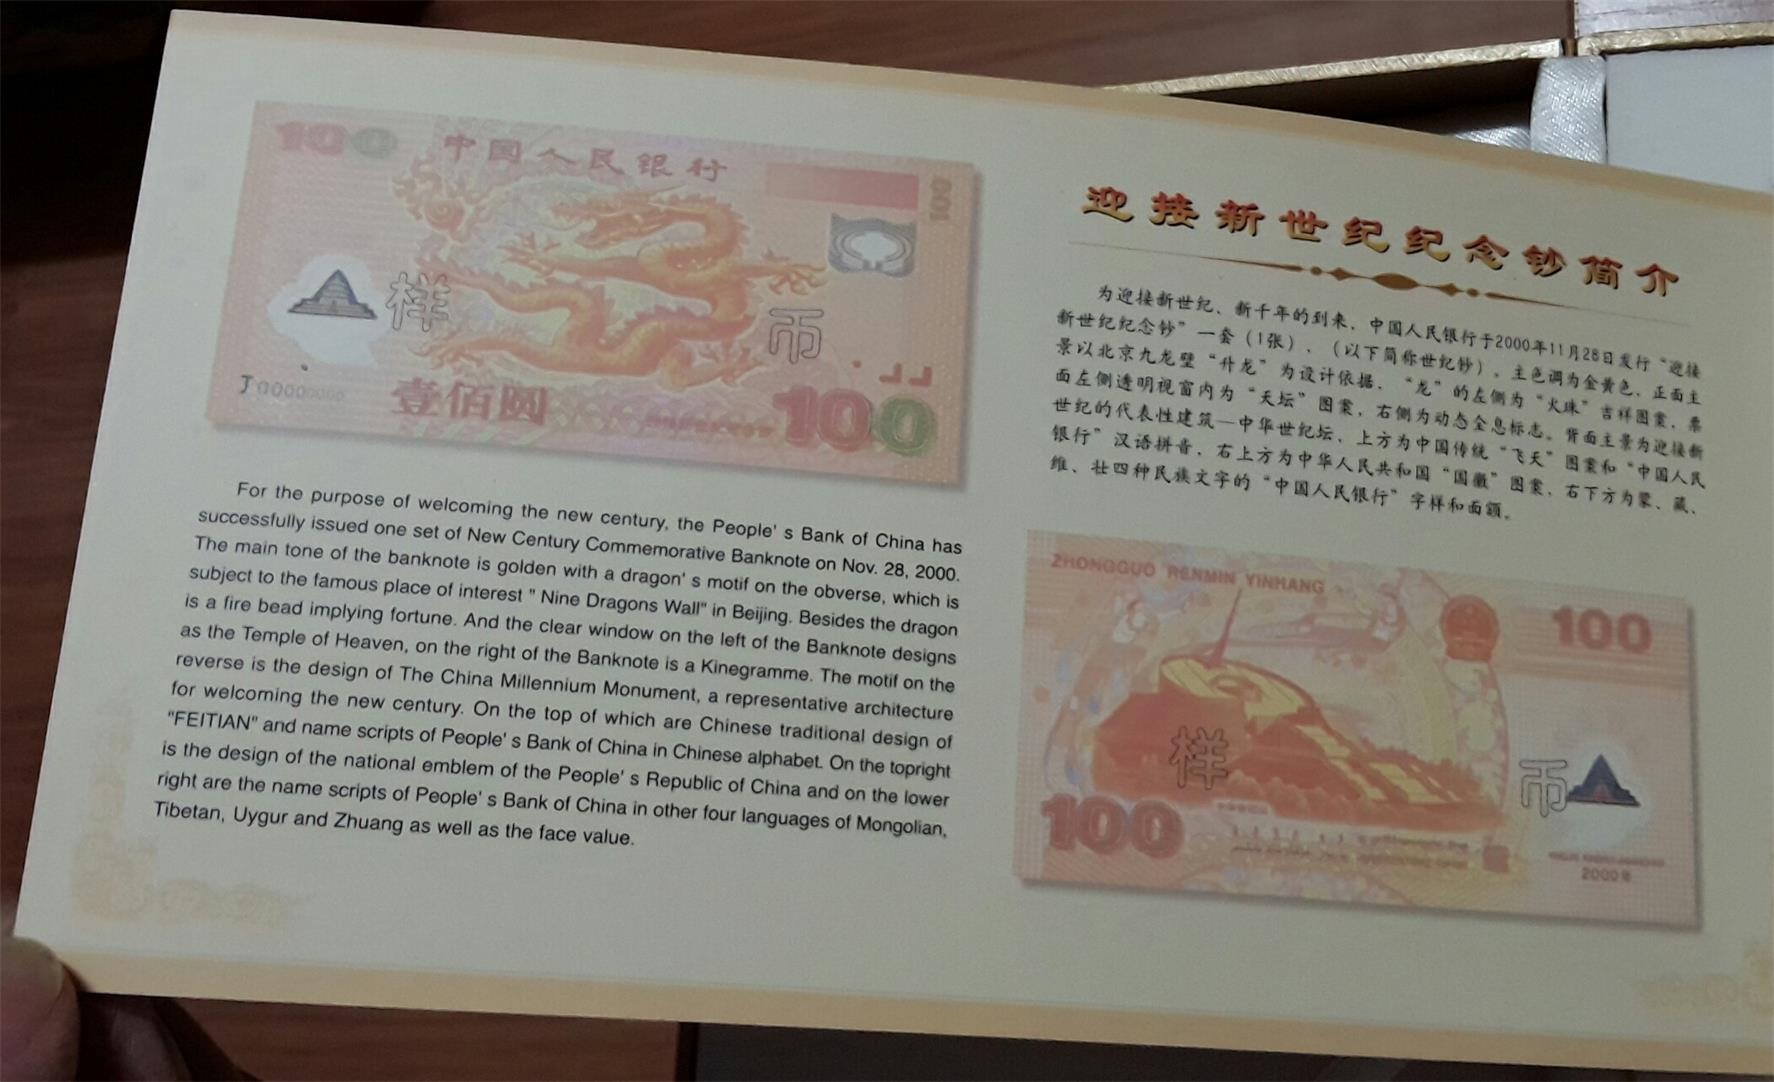 100
中国人民银行
100
样
币
J00000000
壹佰圆
100
For the purpose of welcoming the new century, the People' s Bank of China has
successfully issued one set of New Century Commemorative Banknote on Nov. 28, 2000.
The main tone of the banknote is golden with a dragon' s motif on the obverse, which is
subject to the famous place of interest " Nine Dragons Wall" in Beijing. Besides the dragon
is a fire bead implying fortune. And the clear window on the left of the Banknote designs
as the Temple of Heaven, on the right of the Banknote is a Kinegramme. The motif on the
reverse is the design of The China Millennium Monument, a representative architecture
for welcoming the new century. On the top of which are Chinese traditional design of
"FEITIAN" and name scripts of People' s Bank of China in Chinese alphabet. On the topright
is the design of the national emblem of the People' s Republic of China and on the lower
right are the name scripts of People' s Bank of China in other four languages of Mongolian,
Tibetan, Uygur and Zhuang as well as the face value.
迎接新世纪纪念钞简介
为迎接新世纪、新千年的到来，中国人民银行于2000年11月28日发行“迎接
新世纪纪念钞”一套（1张），（以下简称世纪钞），主色调为金黄色，正面主
景以北京九龙壁“升龙”为设计依据，“龙”的左侧为“火珠”吉祥图案，票
面左侧透明视窗内为“天坛”图案，右侧为动态全息标志。背面主景为迎接新
世纪的代表性建筑—中华世纪坛，上方为中国传统“飞天”图案和“中国人民
银行”汉语拼音，右上方为中华人民共和国“国徽”图案，右下方为蒙、藏、
维、壮四种民族文字的“中国人民银行”字样和面额。
ZHONGGUO RENMIN YINHANG
100
样
币
100
2000年